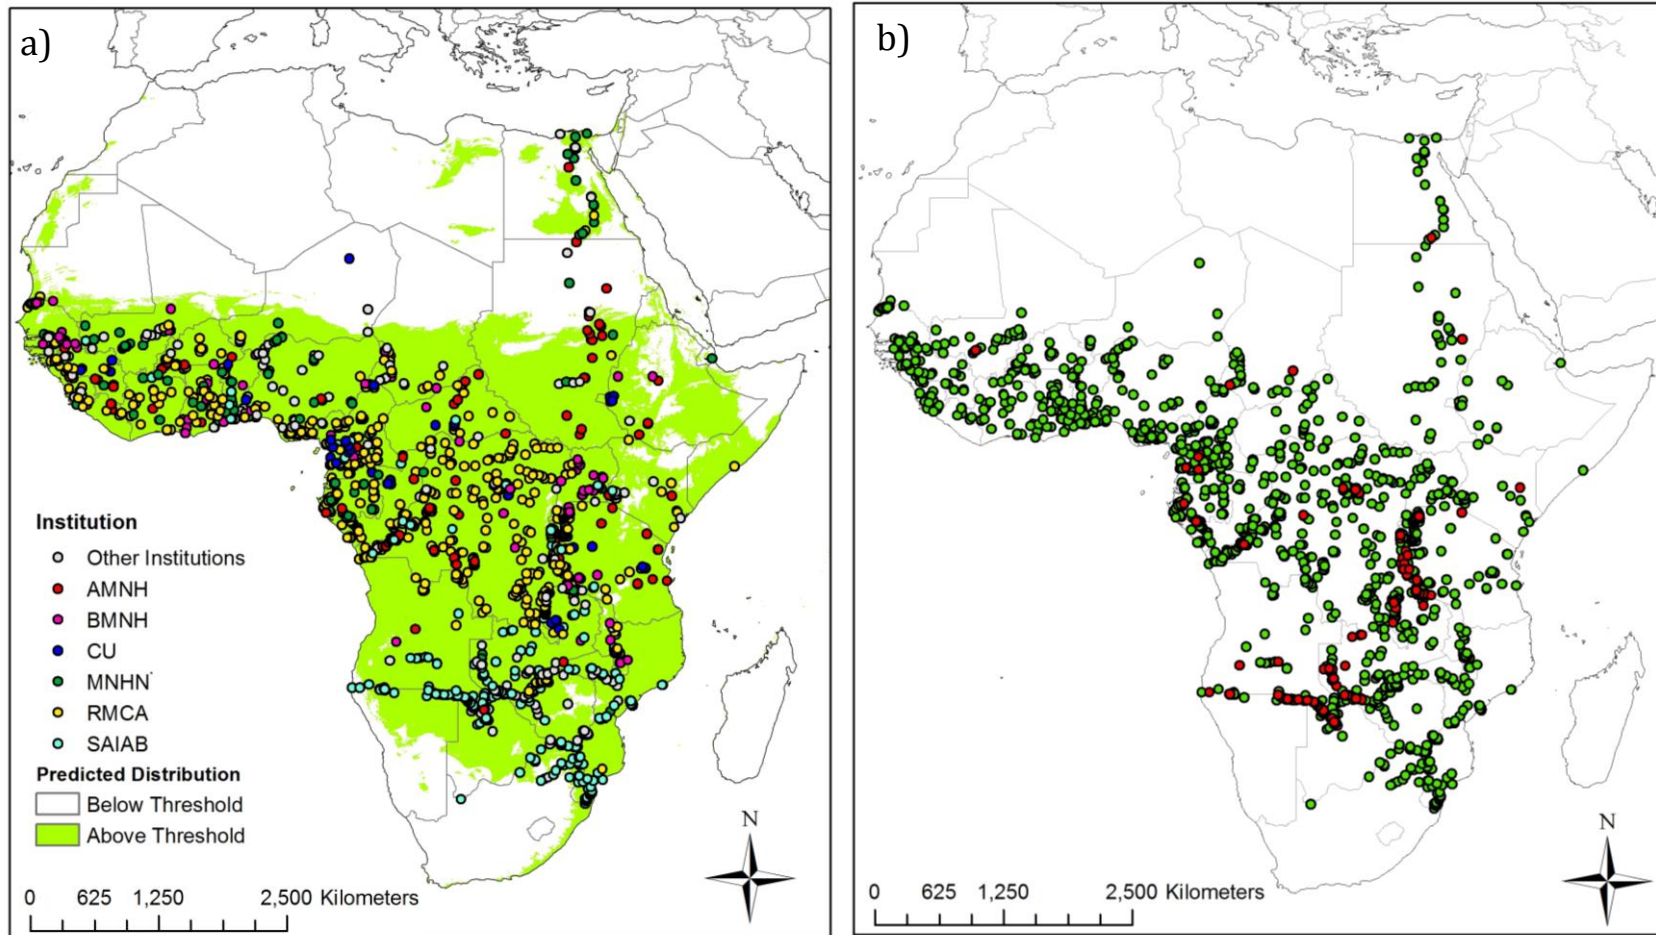 a)
Institution
Other Institutions
AMNH
BMNH
CU
MNHN'
RMCA
SAIAB
Predicted Distribution
Below Threshold
Above Threshold
N
0 625 1,250 2,500 Kilometers
b)
N
0 625 1,250 2,500 Kilometers